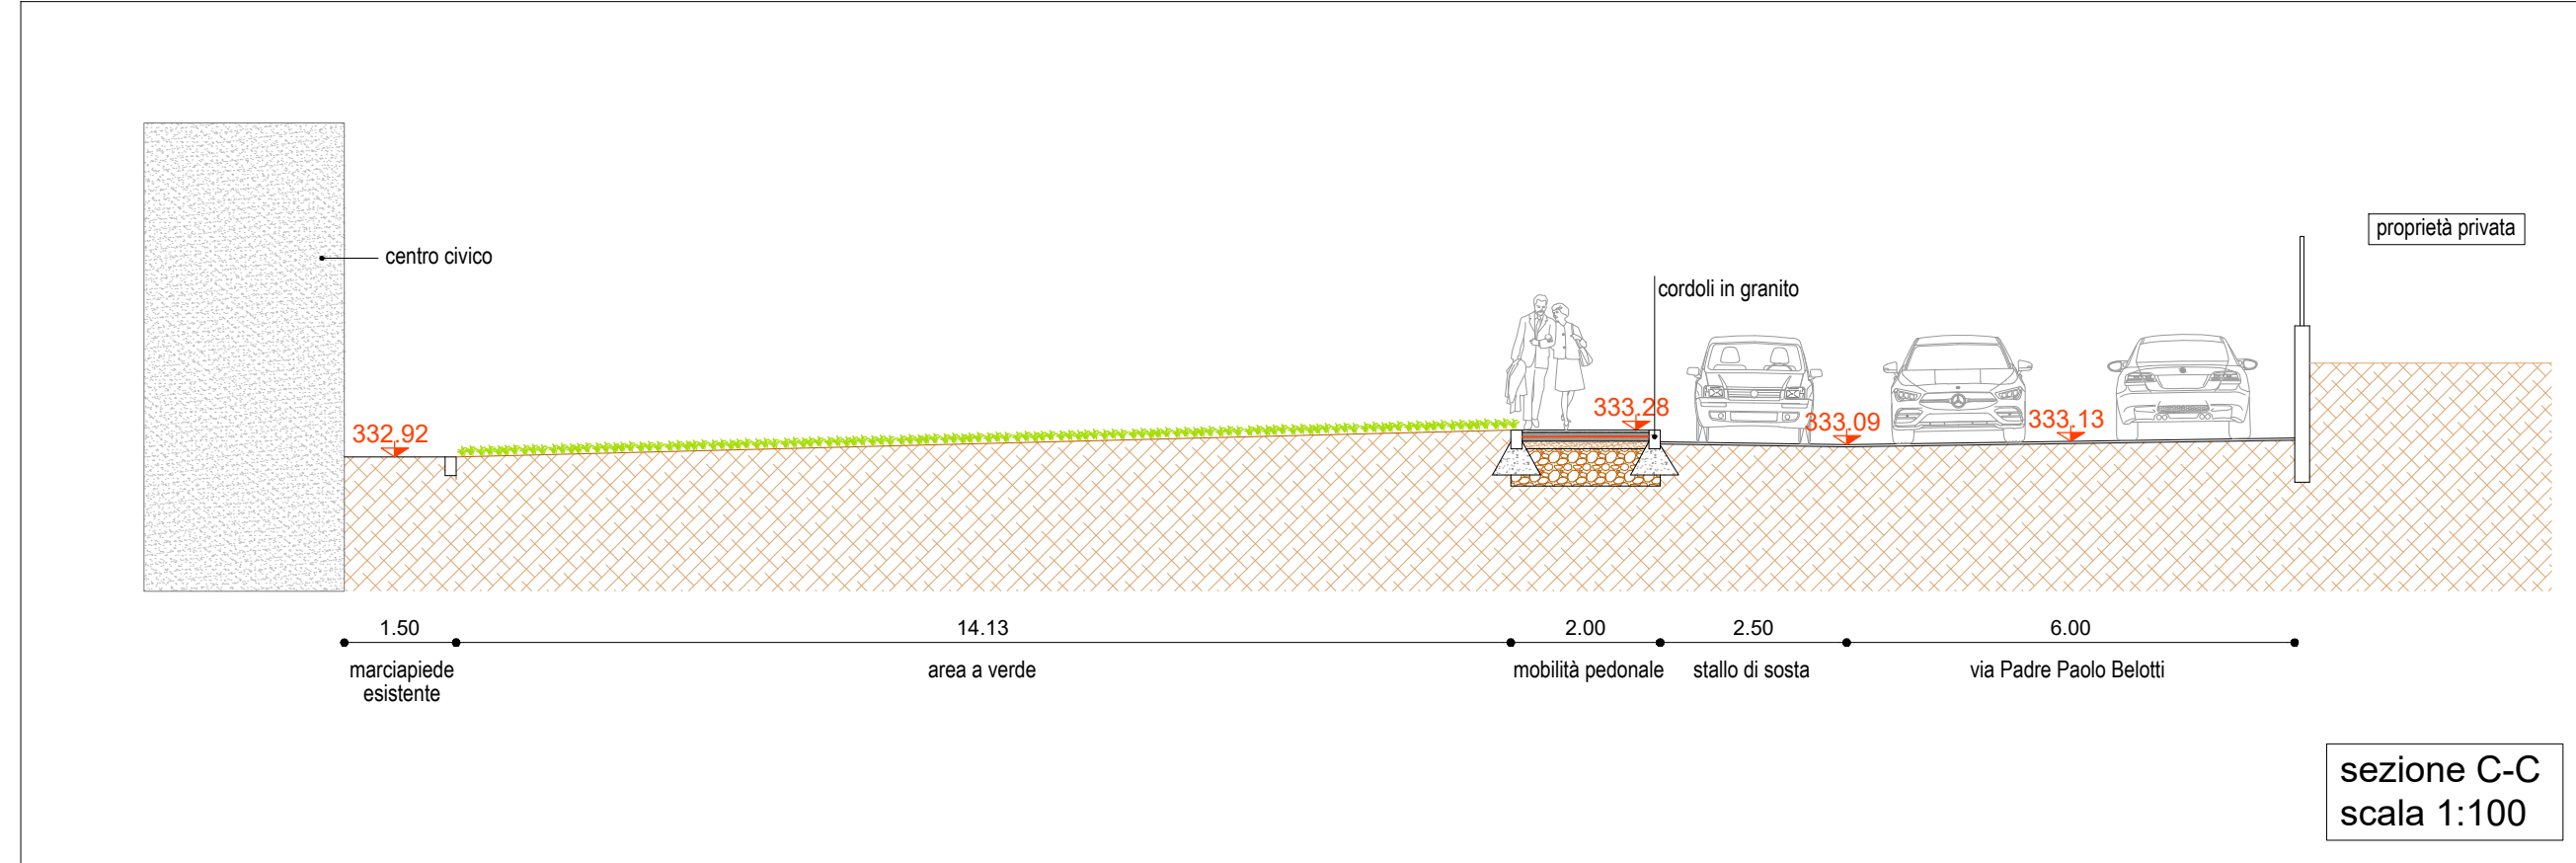 proprietà privata
centro civico
cordoli in granito
332.92
333.28
333.09
333.13
1.50
14.13
2.00
2.50
6.00
marciapiede
esistente
area a verde
mobilità pedonale
stallo di sosta
via Padre Paolo Belotti
sezione C-C
scala 1:100